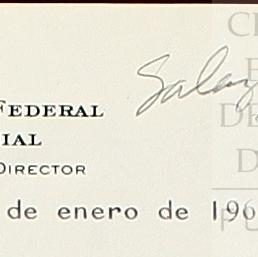 Salaz
FEDERAL
IAL
DIRECTOR
de enero de 196